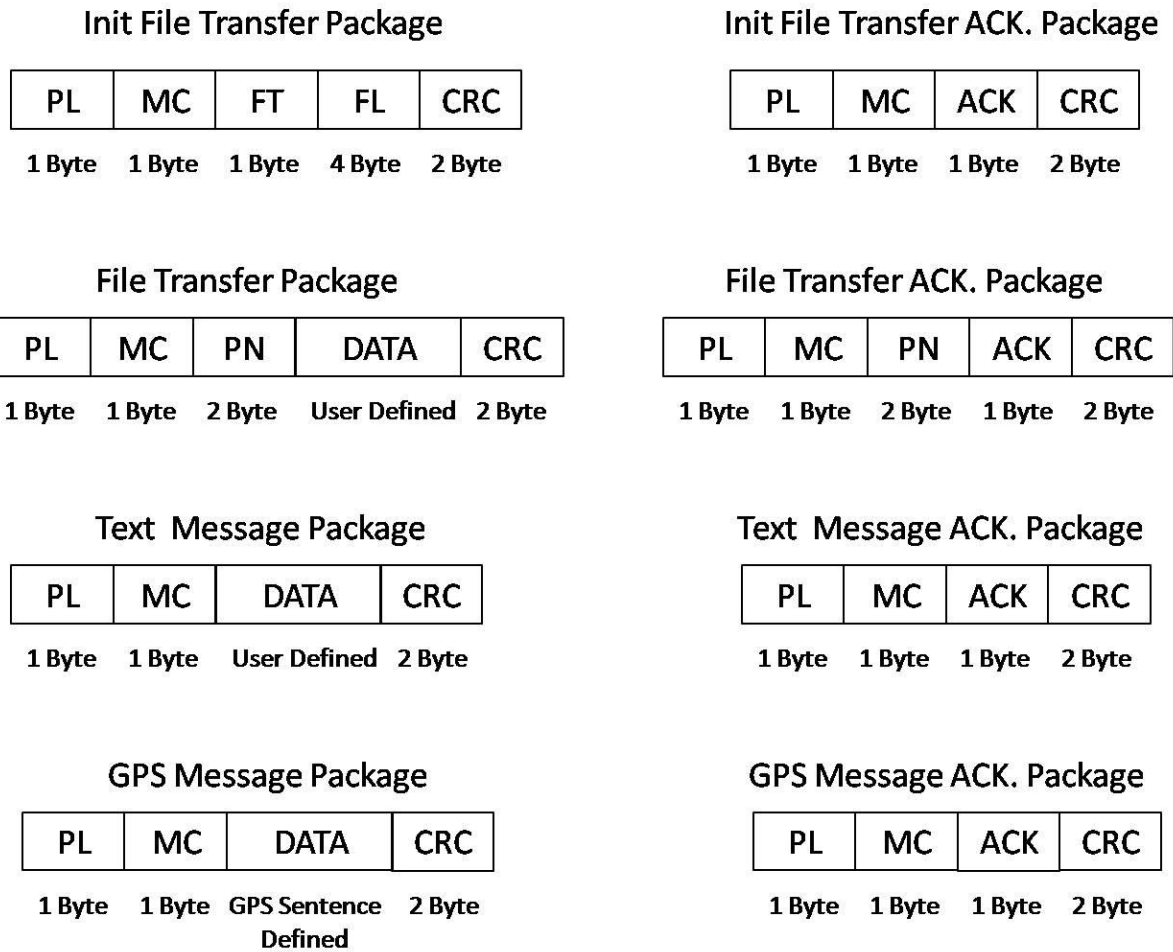 Init File Transfer Package
PL MC FT FL CRC
1 Byte 1 Byte 1 Byte 4 Byte 2 Byte
Init File Transfer ACK. Package
PL MC ACK CRC
1 Byte 1 Byte 1 Byte 2 Byte
File Transfer Package
PL MC PN DATA CRC
1 Byte 1 Byte 2 Byte User Defined 2 Byte
File Transfer ACK. Package
PL MC PN ACK CRC
1 Byte 1 Byte 2 Byte 1 Byte 2 Byte
Text Message Package
PL MC DATA CRC
1 Byte 1 Byte User Defined 2 Byte
Text Message ACK. Package
PL MC ACK CRC
1 Byte 1 Byte 1 Byte 2 Byte
GPS Message Package
PL MC DATA CRC
1 Byte 1 Byte GPS Sentence 2 Byte
Defined
GPS Message ACK. Package
PL MC ACK CRC
1 Byte 1 Byte 1 Byte 2 Byte